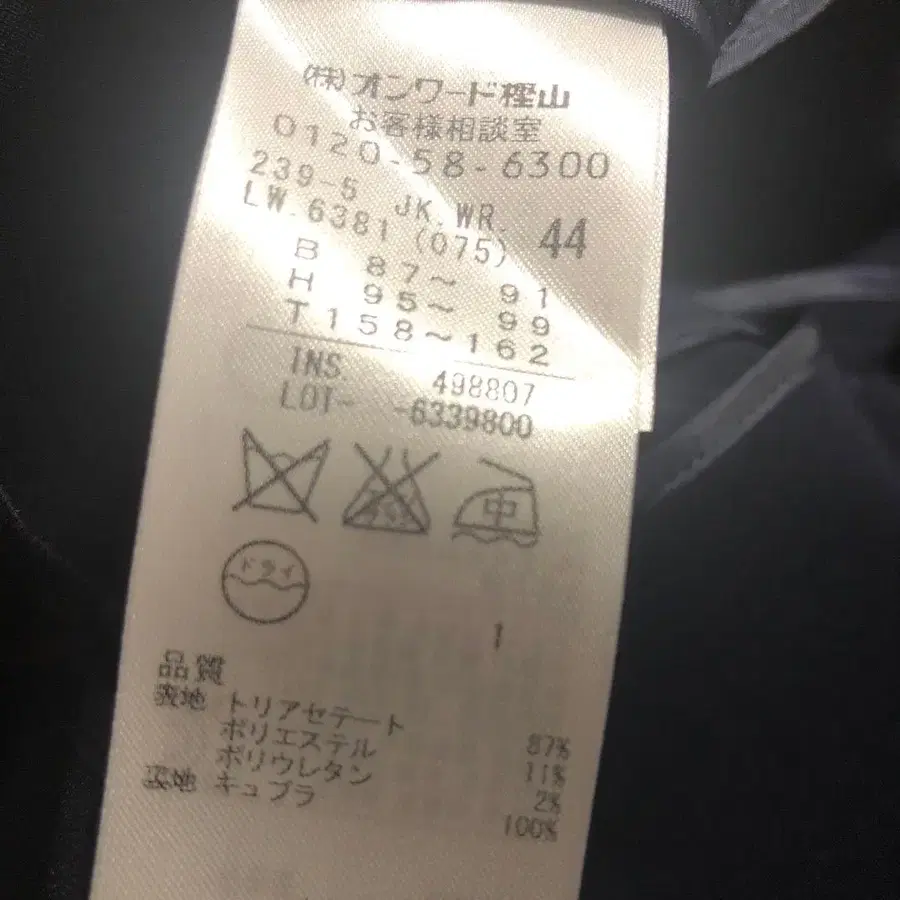 (株)オンワード樫山
お客様相談室
0120-58-6300
239-5 JK.WR. 44
LW.6381 (075)
B 87～91
H 95～99
T 158～162
INS. 498807
LOT- -6339800
中
ドライ
1
品質
表地 トリアセテート 87%
ポリエステル 11%
ポリウレタン 2%
裏地 キュプラ 100%